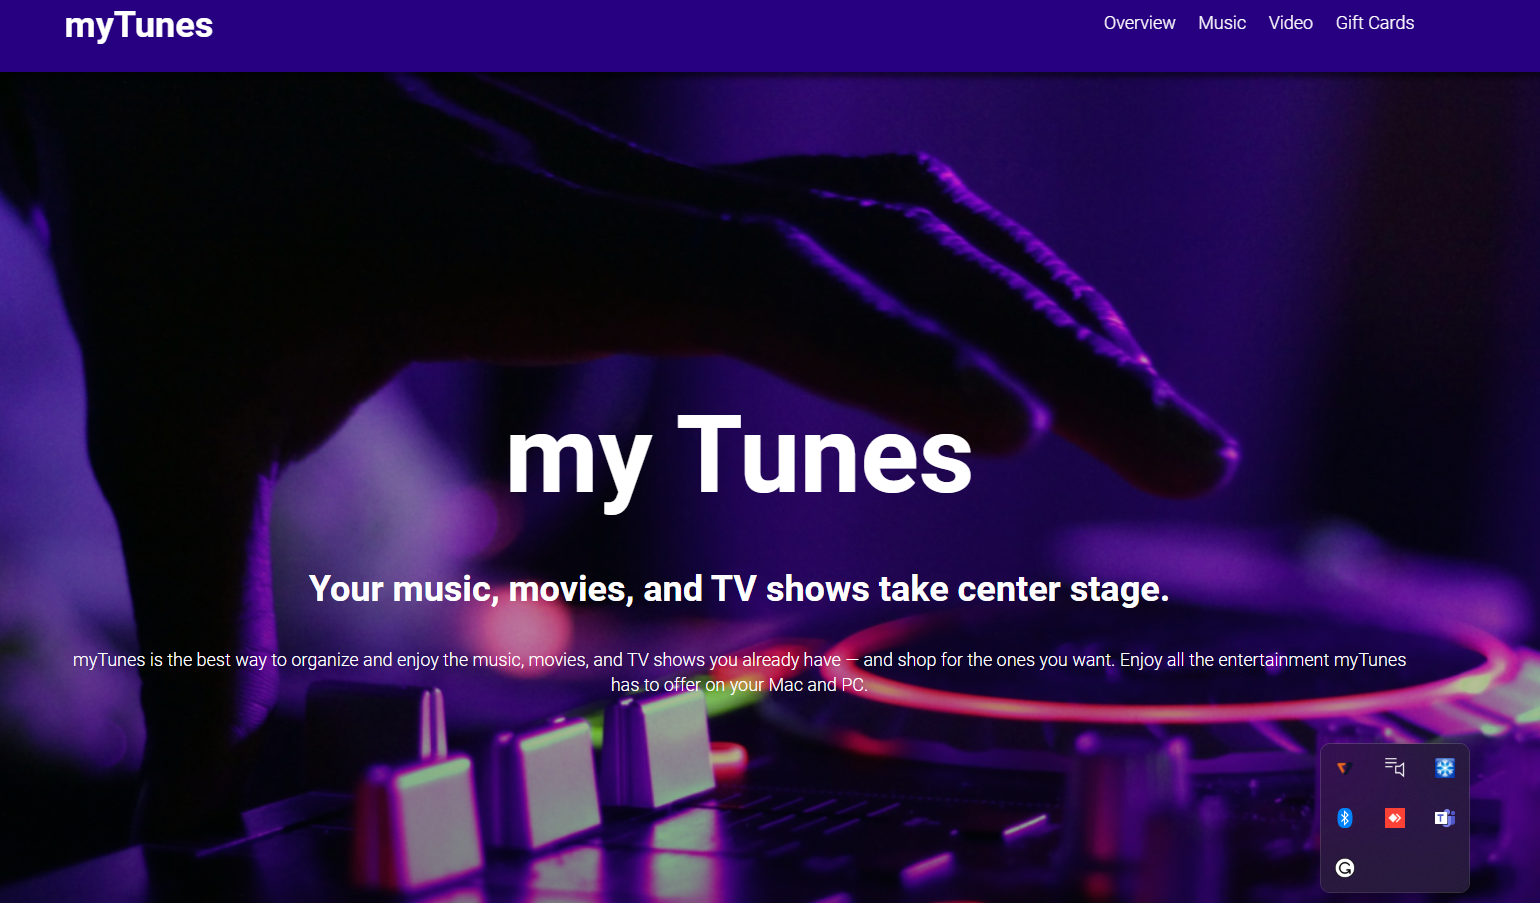 myTunes
Overview Music Video Gift Cards
my Tunes
Your music, movies, and TV shows take center stage.
myTunes is the best way to organize and enjoy the music, movies, and TV shows you already have — and shop for the ones you want. Enjoy all the entertainment myTunes
has to offer on your Mac and PC.